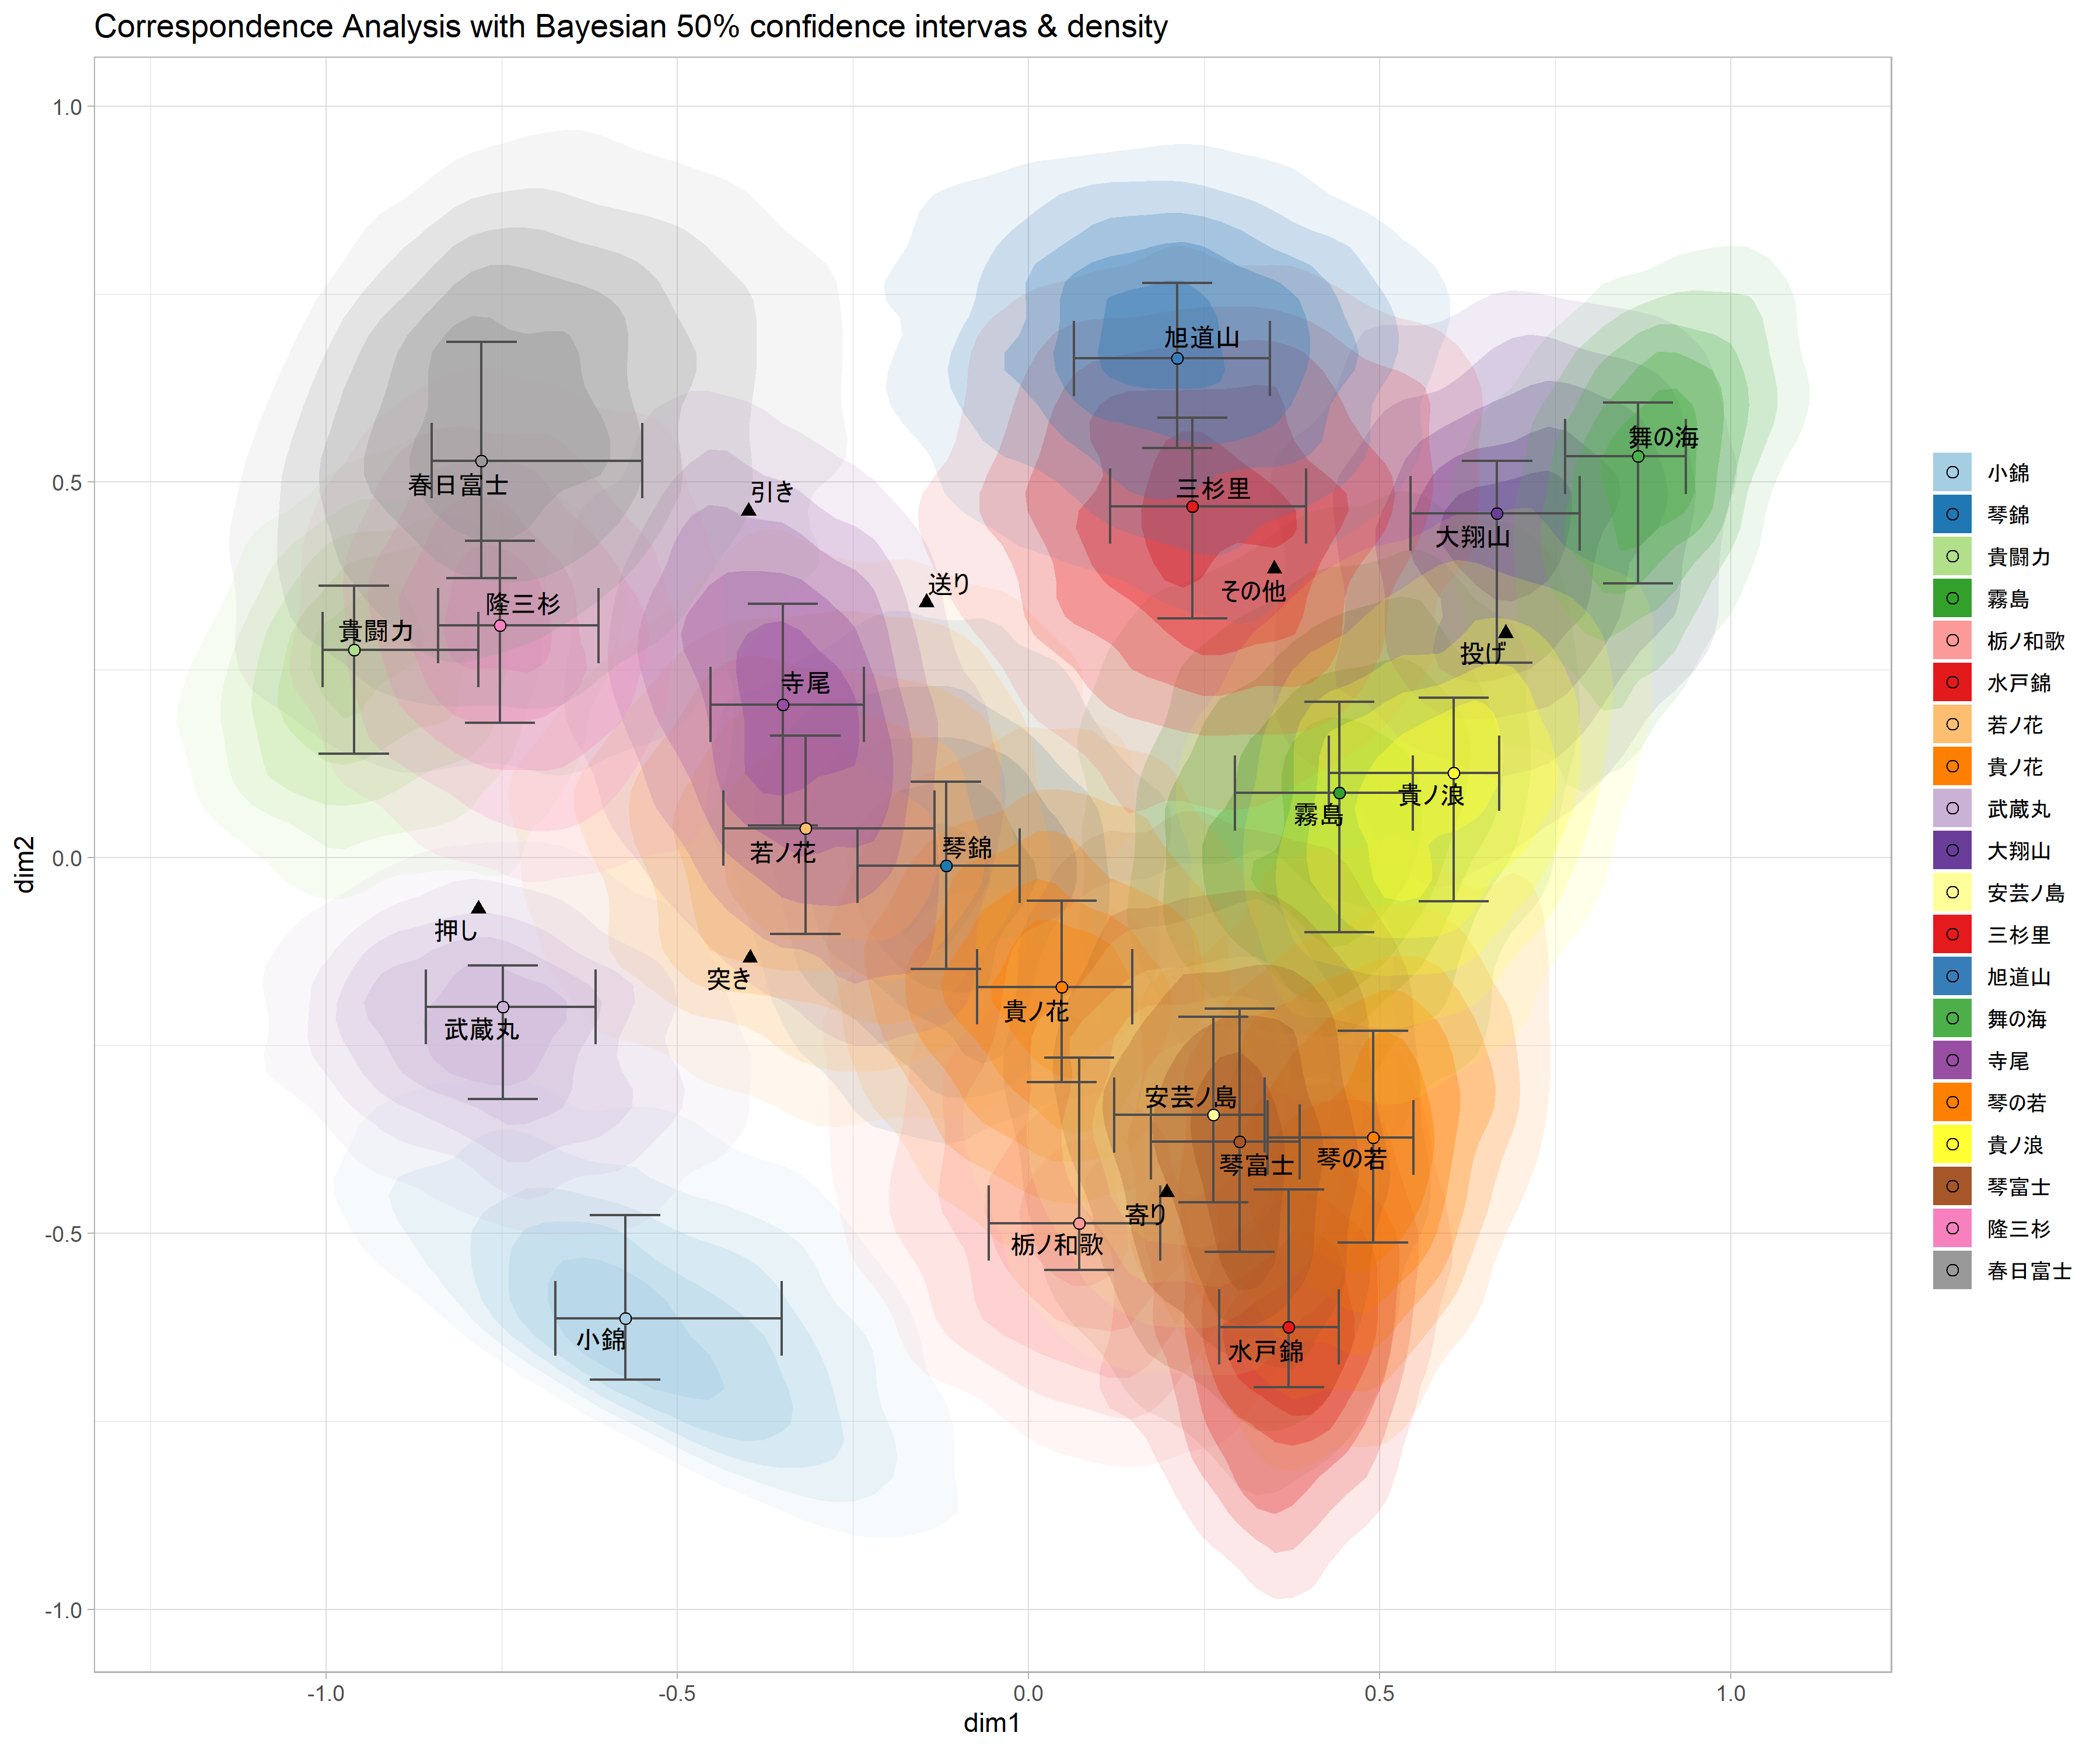 Correspondence Analysis with Bayesian 50% confidence intervas & density
dim2
1.0
0.5
0.0
-0.5
-1.0
旭道山
舞の海
春日富士
引き
三杉里
大翔山
送り
その他
隆三杉
貴闘力
投げ
寺尾
貴ノ浪
霧島
若ノ花
琴錦
押し
突き
貴ノ花
武蔵丸
安芸ノ島
琴富士
琴の若
寄り
栃ノ和歌
小錦
水戸錦
-1.0
-0.5
0.0
0.5
1.0
dim1
小錦
琴錦
貴闘力
霧島
栃ノ和歌
水戸錦
若ノ花
貴ノ花
武蔵丸
大翔山
安芸ノ島
三杉里
旭道山
舞の海
寺尾
琴の若
貴ノ浪
琴富士
隆三杉
春日富士